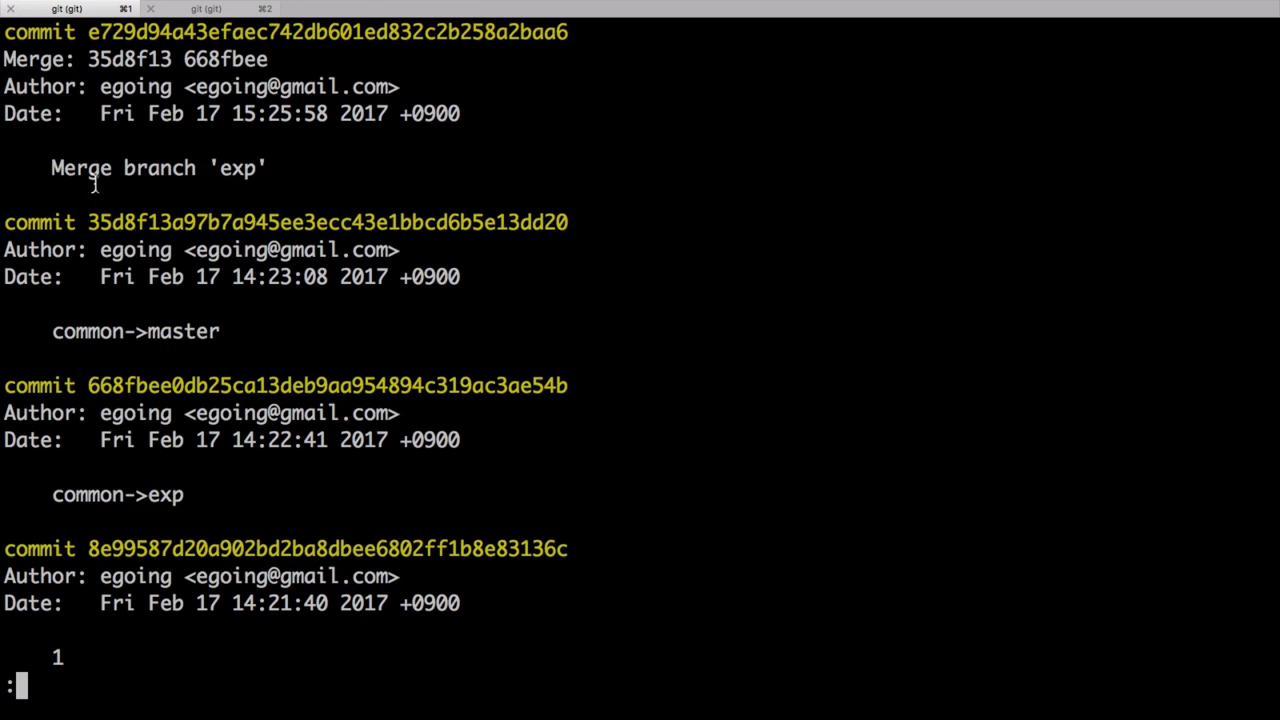 git (git) ⌘1 git (git) ⌘2
commit e729d94a43efaec742db601ed832c2b258a2baa6
Merge: 35d8f13 668fbee
Author: egoing <egoing@gmail.com>
Date:   Fri Feb 17 15:25:58 2017 +0900
Merge branch 'exp'
commit 35d8f13a97b7a945ee3ecc43e1bbcd6b5e13dd20
Author: egoing <egoing@gmail.com>
Date:   Fri Feb 17 14:23:08 2017 +0900
common->master
commit 668fbee0db25ca13deb9aa954894c319ac3ae54b
Author: egoing <egoing@gmail.com>
Date:   Fri Feb 17 14:22:41 2017 +0900
common->exp
commit 8e99587d20a902bd2ba8dbee6802ff1b8e83136c
Author: egoing <egoing@gmail.com>
Date:   Fri Feb 17 14:21:40 2017 +0900
1
: